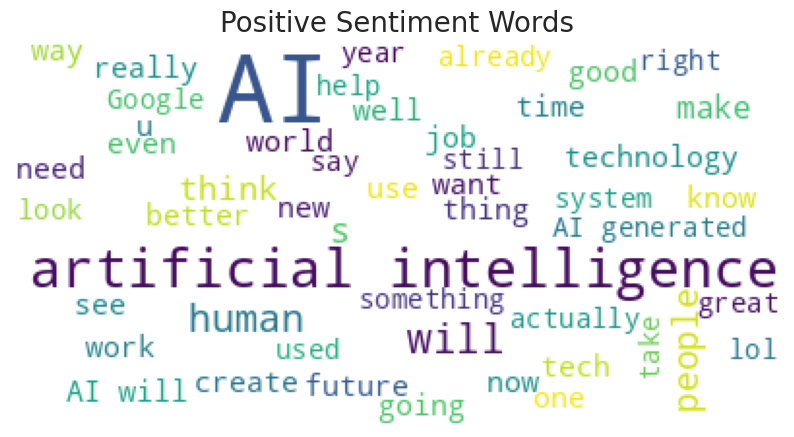 Positive Sentiment Words
way
really
AI
year
already
good
right
Google
help
well
time
make
u
even
world
say
job
still
technology
need
think
use
want
system
know
look
better
new
thing
s
AI generated
artificial intelligence
see
human
something
will
actually
people
great
work
used
take
lol
tech
AI will
create
future
now
one
going